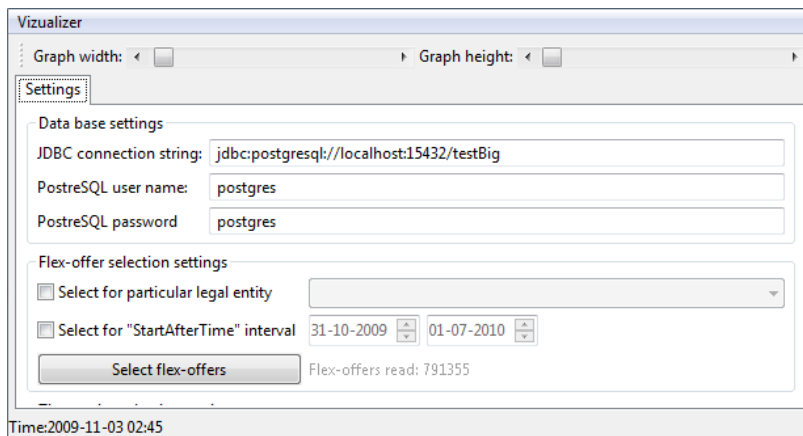 Vizualizer
Graph width: Graph height:
Settings
Data base settings
JDBC connection string: jdbc:postgresql://localhost:15432/testBig
PostreSQL user name: postgres
PostreSQL password postgres
Flex-offer selection settings
Select for particular legal entity
Select for "StartAfterTime" interval 31-10-2009 01-07-2010
Select flex-offers Flex-offers read: 791355
Time:2009-11-03 02:45